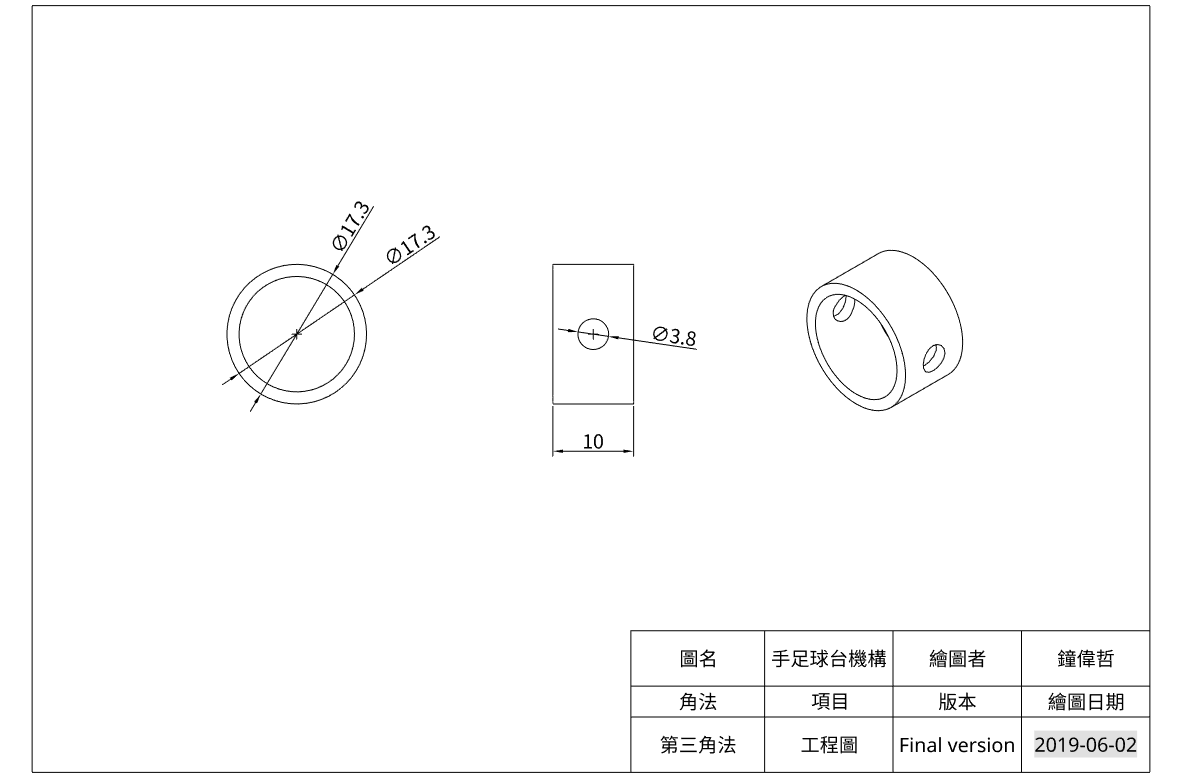 Ø17.3
Ø17.3
Ø3.8
10
圖名 手足球台機構 繪圖者 鐘偉哲
角法 項目 版本 繪圖日期
第三角法 工程圖 Final version 2019-06-02